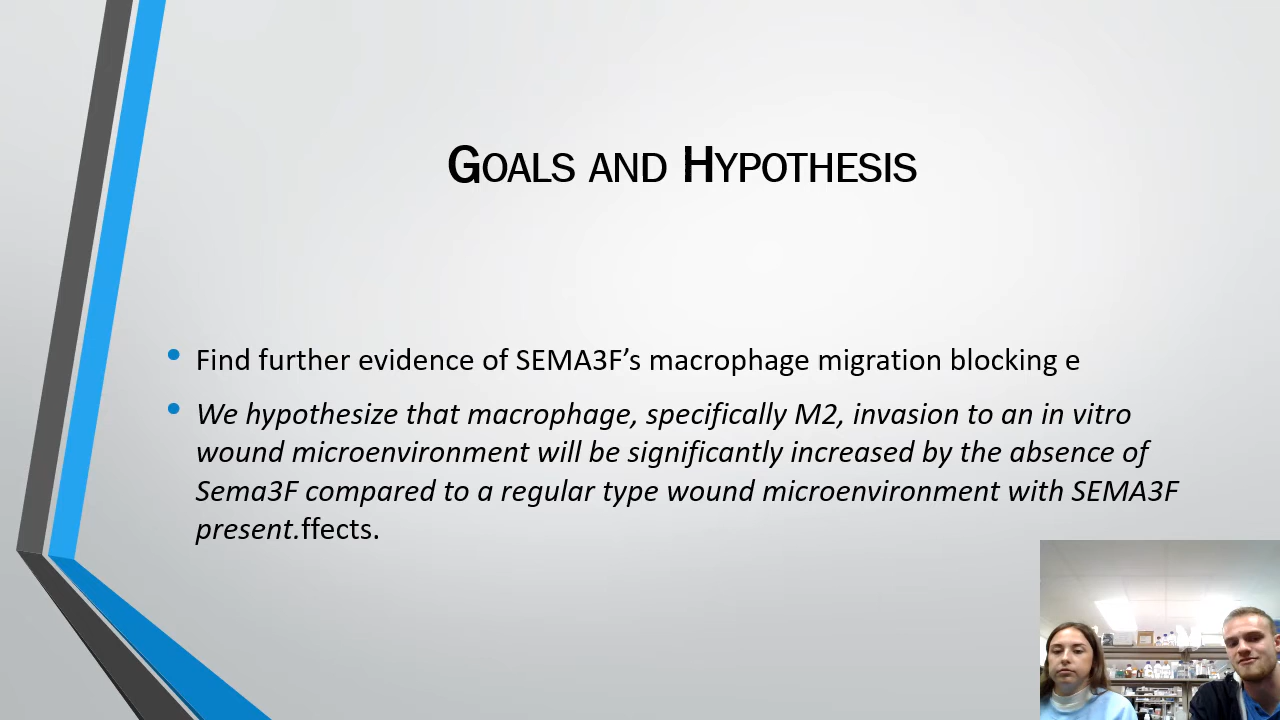 Goals and Hypothesis
Find further evidence of SEMA3F’s macrophage migration blocking e
We hypothesize that macrophage, specifically M2, invasion to an in vitro
wound microenvironment will be significantly increased by the absence of
Sema3F compared to a regular type wound microenvironment with SEMA3F
present.ffects.